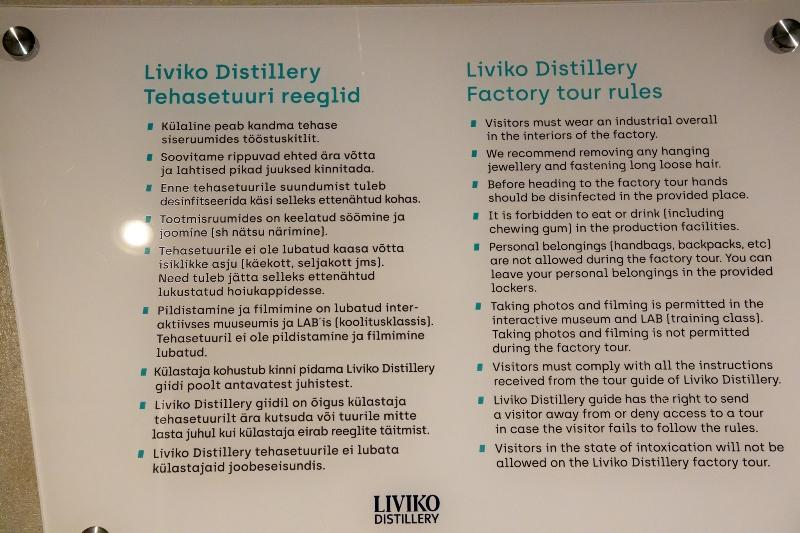 Liviko Distillery
Tehasetuuri reeglid
Külaline peab kandma tehase
siseruumides tööstuskitlit.
Soovitame rippuvad ehted ära võtta
ja lahtised pikad juuksed kinnitada.
Enne tehasetuurile suundumist tuleb
desinfitseerida käsi selleks ettenähtud kohas.
Tootmisruumides on keelatud söömine ja
joomine (sh nätsu närimine).
Tehasetuurile ei ole lubatud kaasa võtta
isiklikke asju (käekott, seljakott jms).
Need tuleb jätta selleks ettenähtud
lukustatud hoiukappidesse.
Pildistamine ja filmimine on lubatud inter-
aktiivses muuseumis ja LAB´is (koolitusklassis).
Tehasetuuril ei ole pildistamine ja filmimine
lubatud.
Külastaja kohustub kinni pidama Liviko Distillery
giidi poolt antavatest juhistest.
Liviko Distillery giidil on õigus külastaja
tehasetuurilt ära kutsuda või tuurile mitte
lasta juhul kui külastaja eirab reeglite täitmist.
Liviko Distillery tehasetuurile ei lubata
külastajaid joobeseisundis.
Liviko Distillery
Factory tour rules
Visitors must wear an industrial overall
in the interiors of the factory.
We recommend removing any hanging
jewellery and fastening long loose hair.
Before heading to the factory tour hands
should be disinfected in the provided place.
It is forbidden to eat or drink (including
chewing gum) in the production facilities.
Personal belongings (handbags, backpacks, etc)
are not allowed during the factory tour. You can
leave your personal belongings in the provided
lockers.
Taking photos and filming is permitted in the
interactive museum and LAB (training class).
Taking photos and filming is not permitted
during the factory tour.
Visitors must comply with all the instructions
received from the tour guide of Liviko Distillery.
Liviko Distillery guide has the right to send
a visitor away from or deny access to a tour
in case the visitor fails to follow the rules.
Visitors in the state of intoxication will not be
allowed on the Liviko Distillery factory tour.
LIVIKO
DISTILLERY